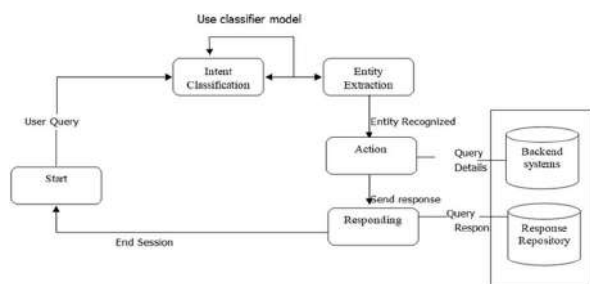 Use classifier model
Intent
Classification
Entity
Extraction
User Query
Entity Recognized
Action
Query
Details
Backend
systems
Start
Send response
Responding
Query
Respon
Response
Repository
End Session